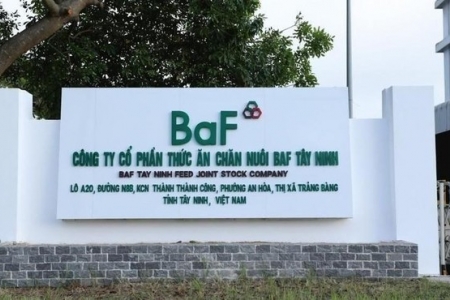 BaF
CÔNG TY CỔ PHẦN THỨC ĂN CHĂN NUÔI BAF TÂY NINH
BAF TAY NINH FEED JOINT STOCK COMPANY
LÔ A20, ĐƯỜNG N8B, KCN THÀNH THÀNH CÔNG, PHƯỜNG AN HÒA, THỊ XÃ TRẢNG BÀNG
TỈNH TÂY NINH, VIỆT NAM